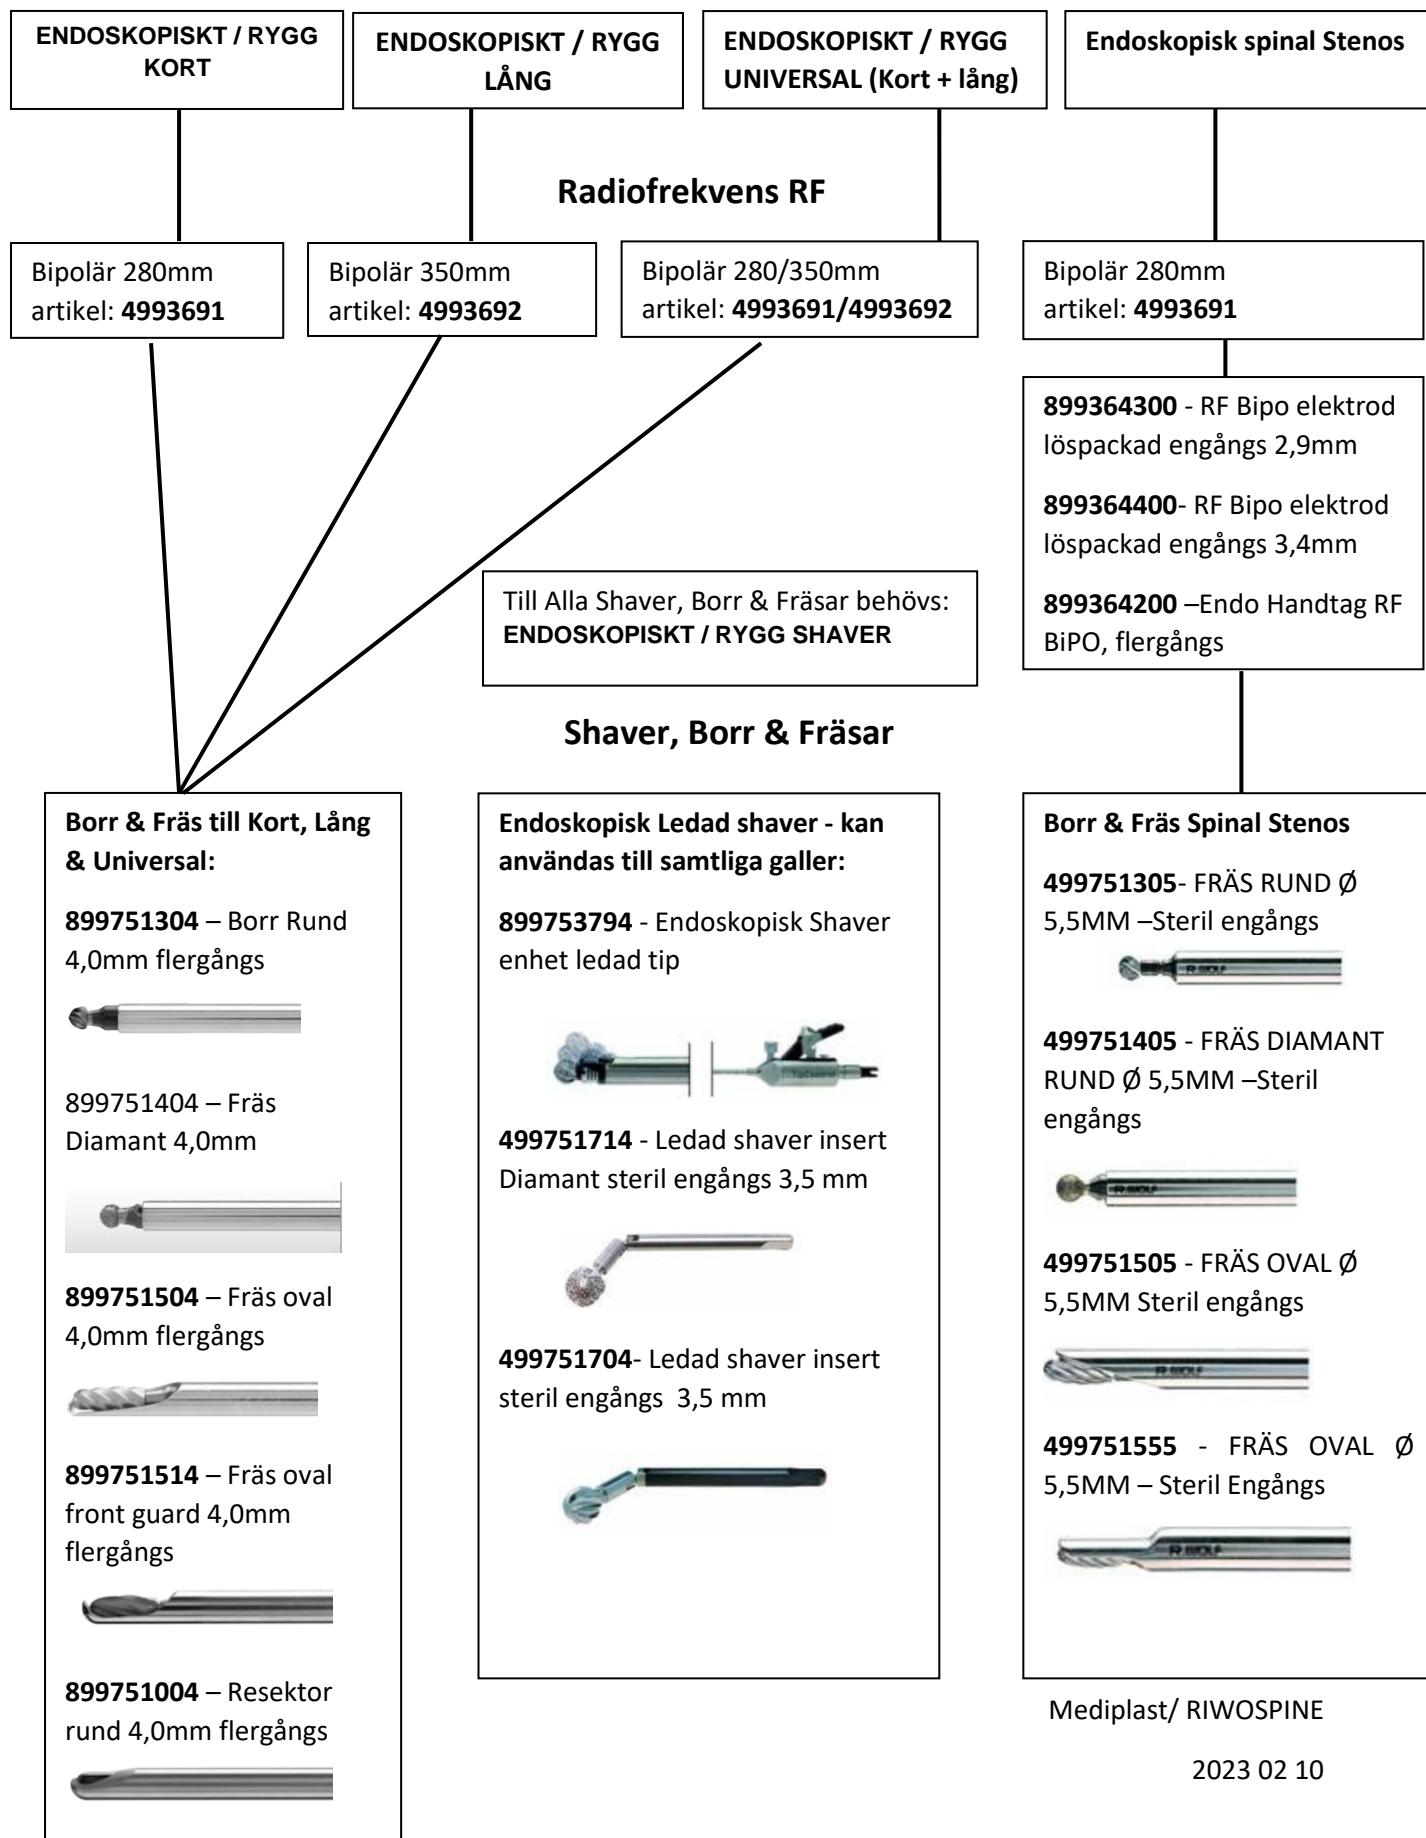 ENDOSKOPISKT / RYGG
KORT
ENDOSKOPISKT / RYGG
LÅNG
ENDOSKOPISKT / RYGG
UNIVERSAL (Kort + lång)
Endoskopisk spinal Stenos
Radiofrekvens RF
Bipolär 280mm
artikel: 4993691
Bipolär 350mm
artikel: 4993692
Bipolär 280/350mm
artikel: 4993691/4993692
Bipolär 280mm
artikel: 4993691
899364300 - RF Bipo elektrod
löspackad engångs 2,9mm
899364400- RF Bipo elektrod
löspackad engångs 3,4mm
899364200 –Endo Handtag RF
BiPO, flergångs
Till Alla Shaver, Borr & Fräsar behövs:
ENDOSKOPISKT / RYGG SHAVER
Shaver, Borr & Fräsar
Borr & Fräs till Kort, Lång
& Universal:
899751304 – Borr Rund
4,0mm flergångs
899751404 – Fräs
Diamant 4,0mm
899751504 – Fräs oval
4,0mm flergångs
899751514 – Fräs oval
front guard 4,0mm
flergångs
899751004 – Resektor
rund 4,0mm flergångs
Endoskopisk Ledad shaver - kan
användas till samtliga galler:
899753794 - Endoskopisk Shaver
enhet ledad tip
499751714 - Ledad shaver insert
Diamant steril engångs 3,5 mm
499751704- Ledad shaver insert
steril engångs 3,5 mm
Borr & Fräs Spinal Stenos
499751305- FRÄS RUND Ø
5,5MM –Steril engångs
R.WOLF
499751405 - FRÄS DIAMANT
RUND Ø 5,5MM –Steril
engångs
R.WOLF
499751505 - FRÄS OVAL Ø
5,5MM Steril engångs
R.WOLF
499751555 - FRÄS OVAL Ø
5,5MM – Steril Engångs
R.WOLF
Mediplast/ RIWOSPINE
2023 02 10